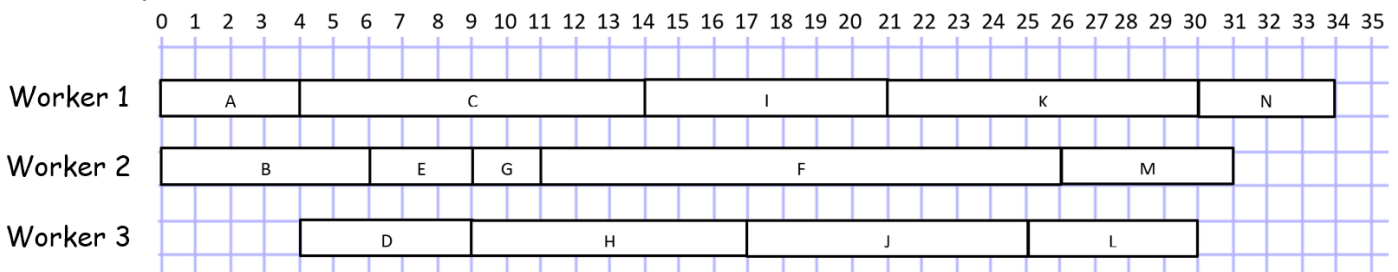 0 1 2 3 4 5 6 7 8 9 10 11 12 13 14 15 16 17 18 19 20 21 22 23 24 25 26 27 28 29 30 31 32 33 34 35
Worker 1 A C I K N
Worker 2 B E G F M
Worker 3 D H J L